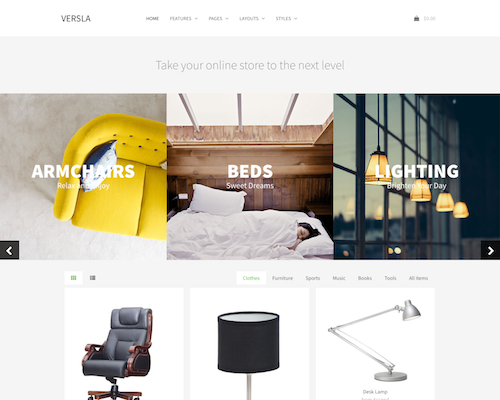 VERSLA
HOME FEATURES PAGES LAYOUTS STYLES
£0.00
Take your online store to the next level
ARMCHAIRS
Relax and Enjoy
BEDS
Sweet Dreams
LIGHTING
Brighten Your Day
Clothes Furniture Sports Music Books Tools All items
Desk Lamp